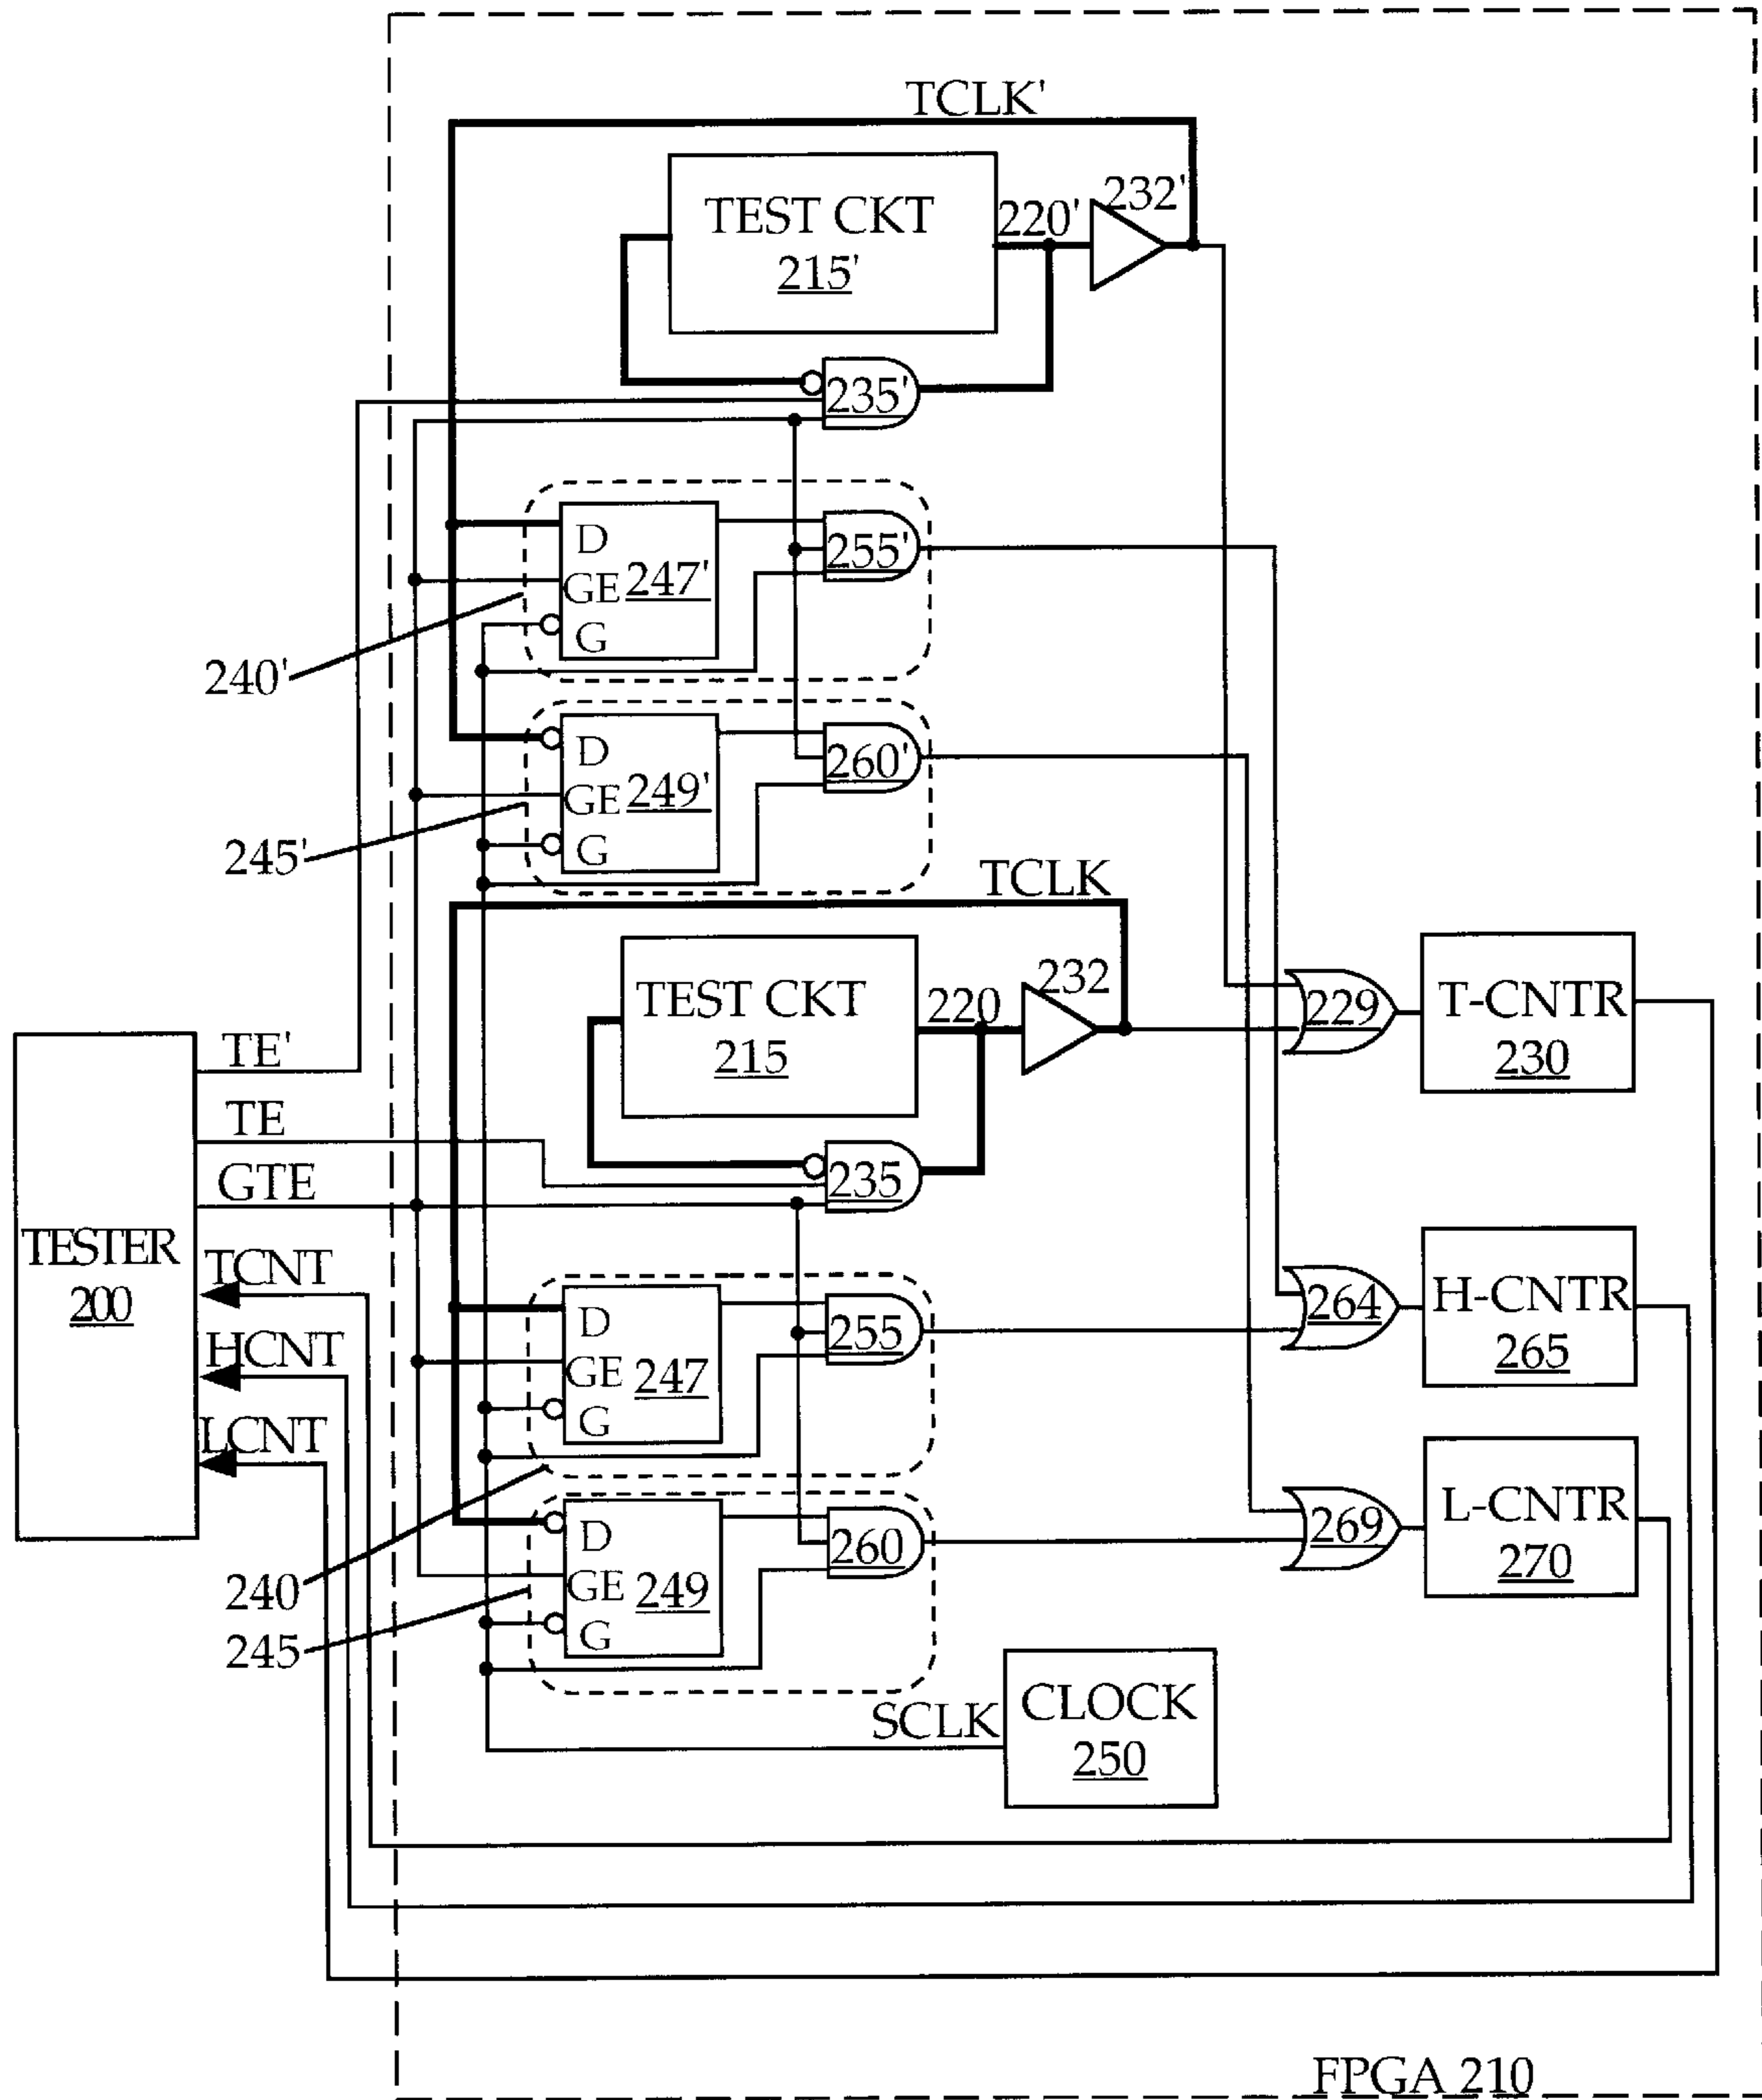 TCLK'
TEST CKT
215'
220'
232'
235'
D
GE
G
247'
255'
240'
D
GE
G
249'
260'
245'
TCLK
TEST CKT
215
220
232
229
T-CNTR
230
TE'
TE
GTE
TESTER
200
TCNT
HCNT
LCNT
235
D
GE
G
247
255
264
H-CNTR
265
D
GE
G
249
260
269
L-CNTR
270
240
245
SCLK
CLOCK
250
FPGA 210